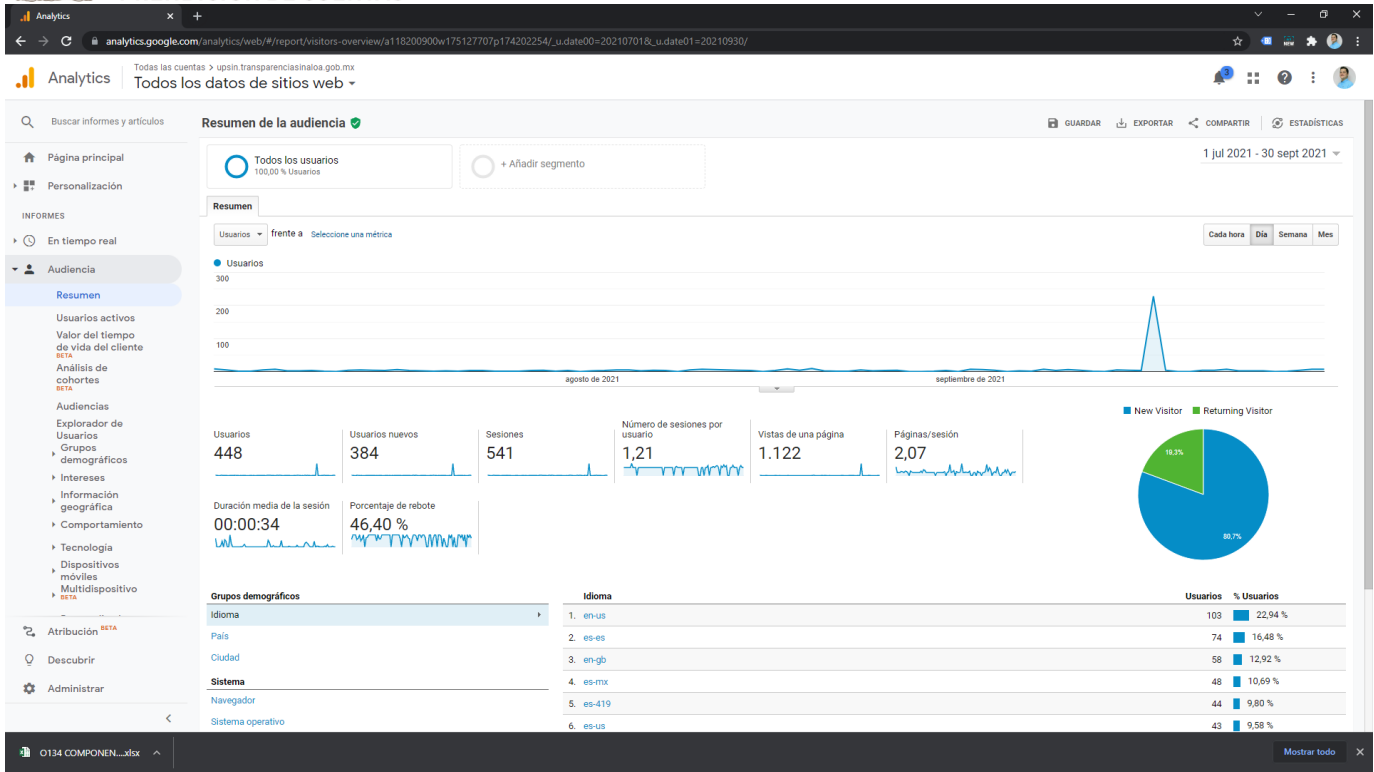 Analytics
analytics.google.com/analytics/web/#/report/visitors-overview/a118200900w175127707p174202254/_u.date00=20210701&_u.date01=20210930/
Analytics
Todas las cuentas > upsin.transparenciasinaloa.gob.mx
Todos los datos de sitios web
3
Buscar informes y artículos
Página principal
Personalización
INFORMES
En tiempo real
Audiencia
Resumen
Usuarios activos
Valor del tiempo
de vida del cliente
BETA
Análisis de
cohortes
BETA
Audiencias
Explorador de
Usuarios
Grupos
demográficos
Intereses
Información
geográfica
Comportamiento
Tecnología
Dispositivos
móviles
Multidispositivo
BETA
Atribución BETA
Descubrir
Administrar
Resumen de la audiencia
GUARDAR
EXPORTAR
COMPARTIR
ESTADÍSTICAS
Todos los usuarios
100,00 % Usuarios
+ Añadir segmento
1 jul 2021 - 30 sept 2021
Resumen
Usuarios frente a Seleccione una métrica
Cada hora Día Semana Mes
Usuarios
300
200
100
agosto de 2021
septiembre de 2021
New Visitor Returning Visitor
19,3%
80,7%
Usuarios
448
Usuarios nuevos
384
Sesiones
541
Número de sesiones por
usuario
1,21
Vistas de una página
1.122
Páginas/sesión
2,07
Duración media de la sesión
00:00:34
Porcentaje de rebote
46,40 %
Grupos demográficos
Idioma
País
Ciudad
Sistema
Navegador
Sistema operativo
Idioma Usuarios % Usuarios
1. en-us 103 22,94 %
2. es-es 74 16,48 %
3. en-gb 58 12,92 %
4. es-mx 48 10,69 %
5. es-419 44 9,80 %
6. es-us 43 9,58 %
O134 COMPONEN....xlsx
Mostrar todo